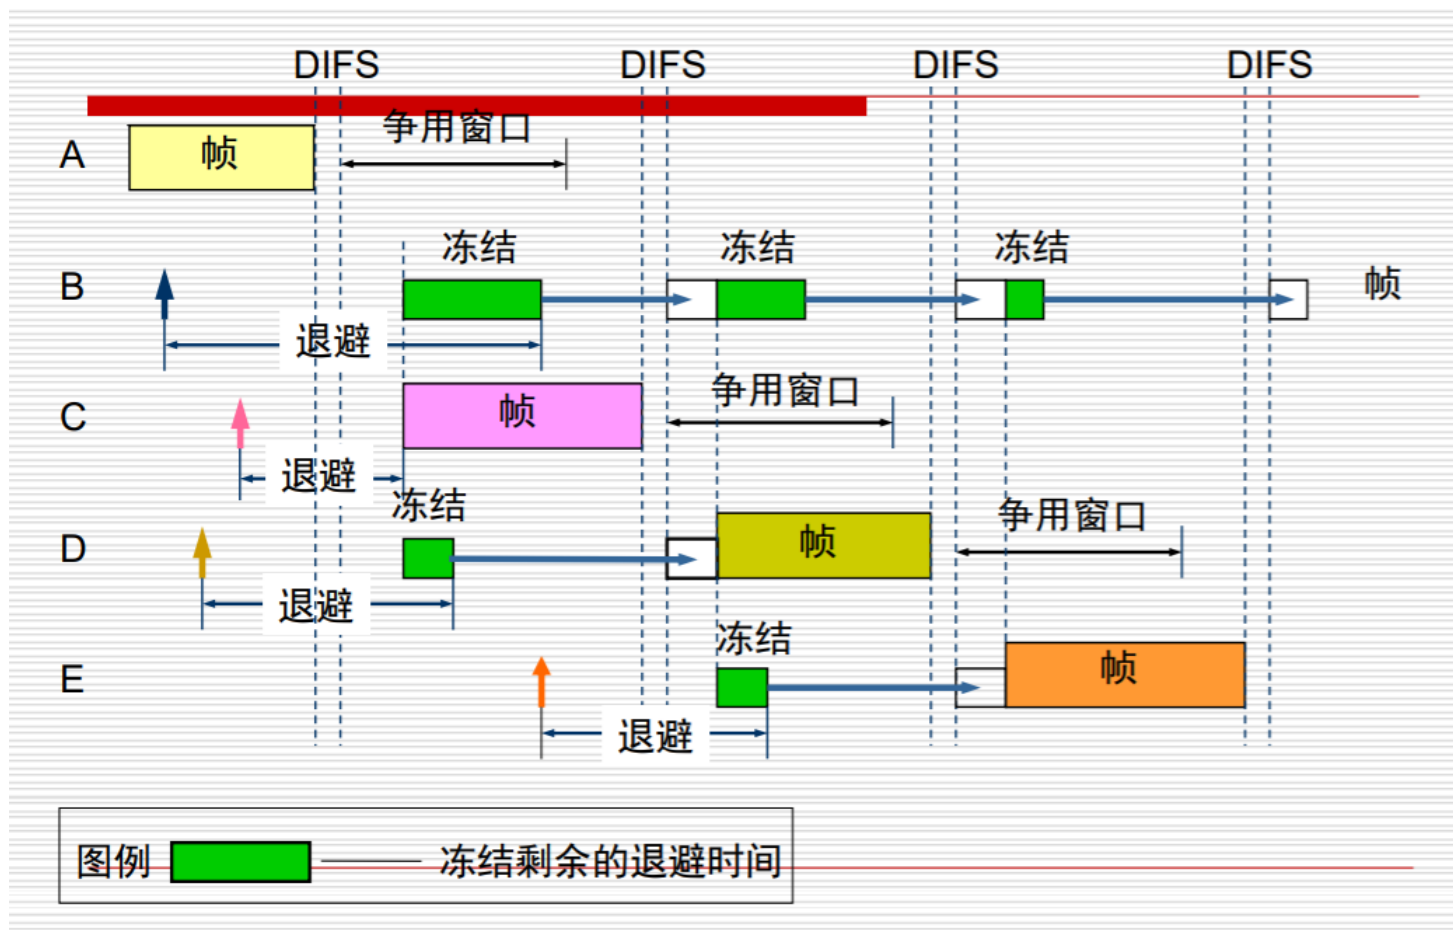 DIFS DIFS DIFS DIFS
争用窗口
A 帧
冻结 冻结 冻结
B 帧
退避
争用窗口
C 帧
退避
冻结
争用窗口
D 帧
退避
冻结
E 帧
退避
图例 冻结剩余的退避时间